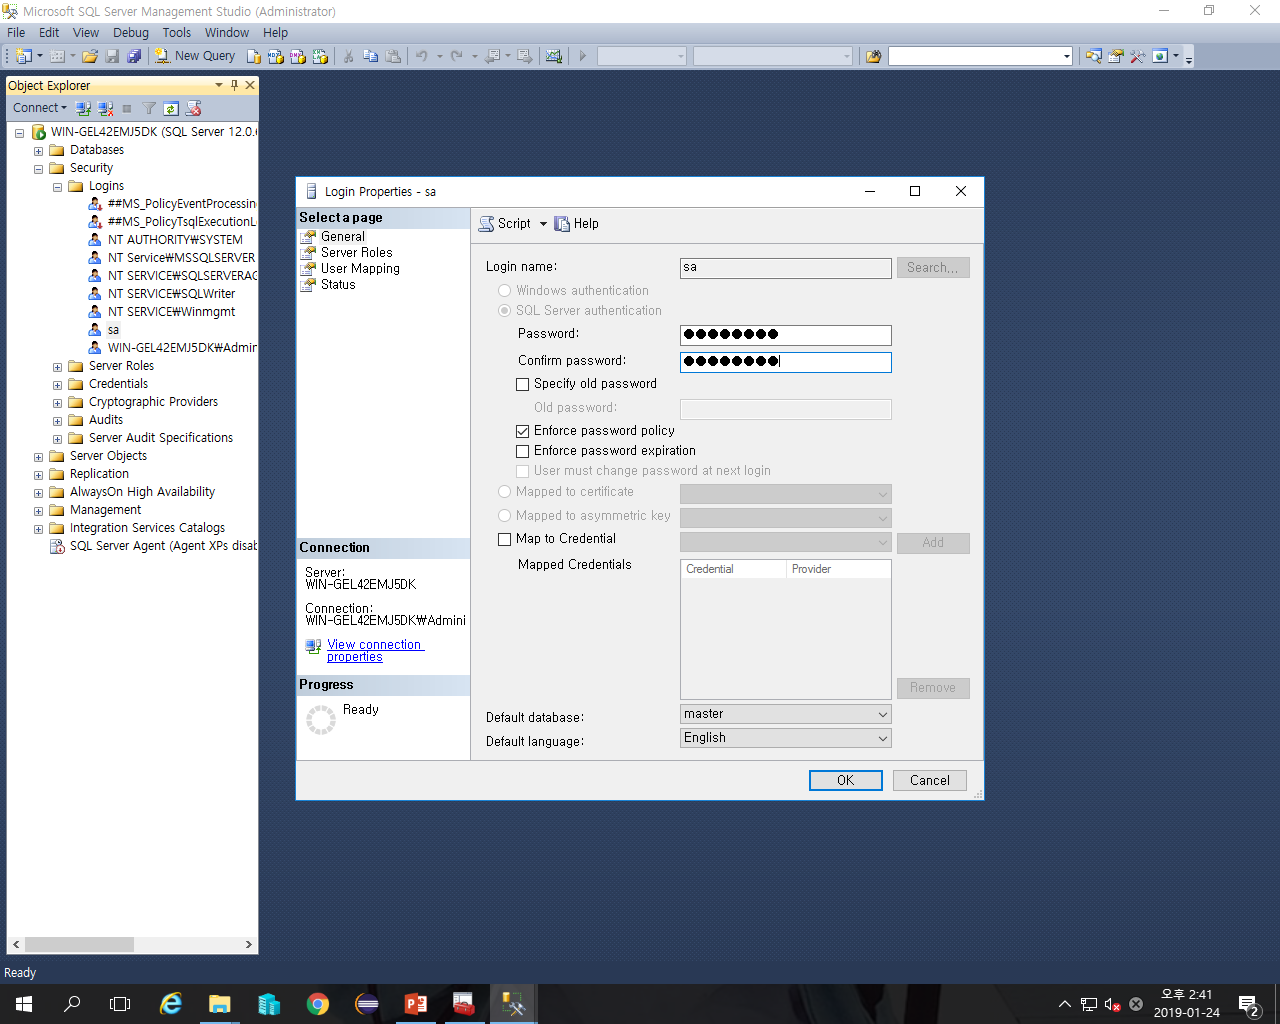 Microsoft SQL Server Management Studio (Administrator)
File Edit View Debug Tools Window Help
New Query
Object Explorer
Connect
WIN-GEL42EMJ5DK (SQL Server 12.0.
Databases
Security
Logins
##MS_PolicyEventProcessin
##MS_PolicyTsqlExecutionL
NT AUTHORITY₩SYSTEM
NT Service₩MSSQLSERVER
NT SERVICE₩SQLSERVERAG
NT SERVICE₩SQLWriter
NT SERVICE₩Winmgmt
sa
WIN-GEL42EMJ5DK₩Admin
Server Roles
Credentials
Cryptographic Providers
Audits
Server Audit Specifications
Server Objects
Replication
AlwaysOn High Availability
Management
Integration Services Catalogs
SQL Server Agent (Agent XPs disab
Login Properties - sa
Select a page
General
Server Roles
User Mapping
Status
Connection
Server:
WIN-GEL42EMJ5DK
Connection:
WIN-GEL42EMJ5DK₩Admini
View connection
properties
Progress
Ready
Script Help
Login name: sa Search...
Windows authentication
SQL Server authentication
Password: ●●●●●●●●
Confirm password: ●●●●●●●●
Specify old password
Old password:
Enforce password policy
Enforce password expiration
User must change password at next login
Mapped to certificate
Mapped to asymmetric key
Map to Credential Add
Mapped Credentials Credential Provider
Remove
Default database: master
Default language: English
OK Cancel
Ready
오후 2:41
2019-01-24
2